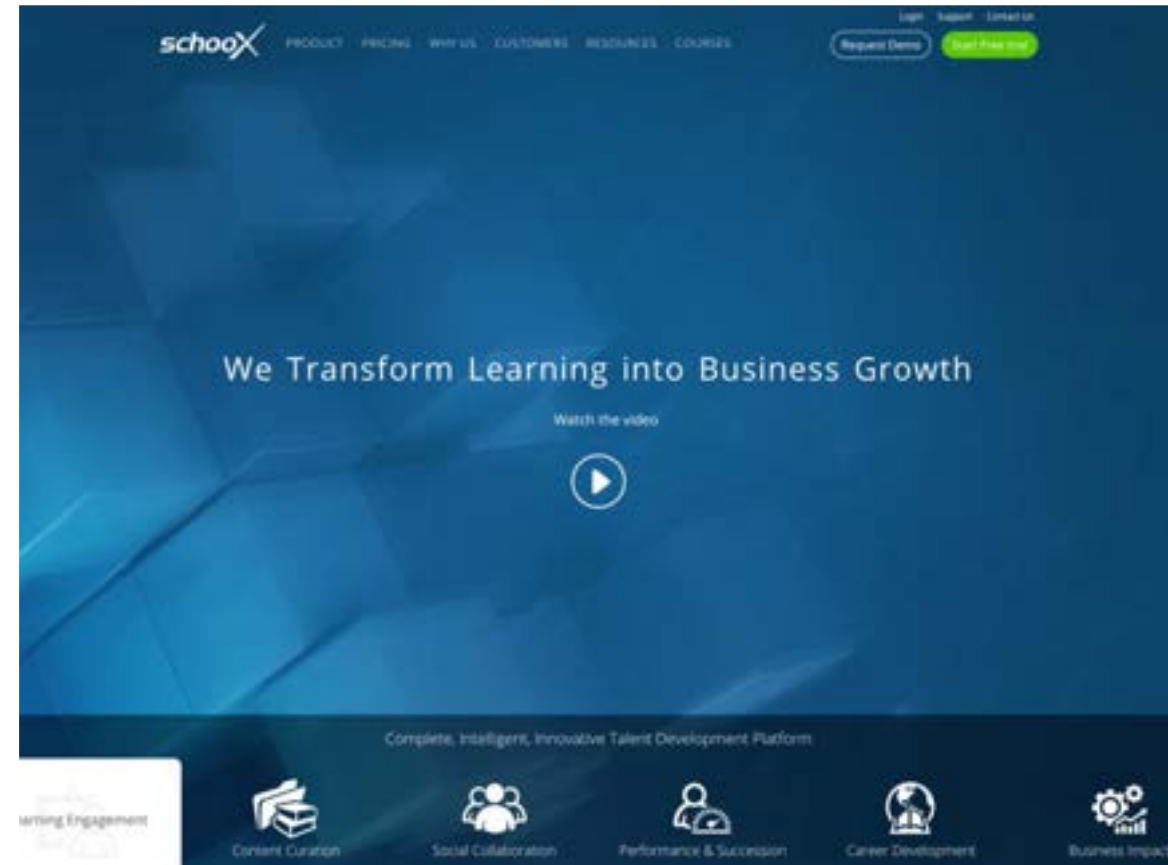 Login Support Contact Us
schooX PRODUCT PRICING WHY US CUSTOMERS RESOURCES COURSES Request Demo Start Free trial
We Transform Learning into Business Growth
Watch the video
Complete, Intelligent, Innovative Talent Development Platform
arning Engagement
Content Curation Social Collaboration Performance & Succession Career Development Business Impac